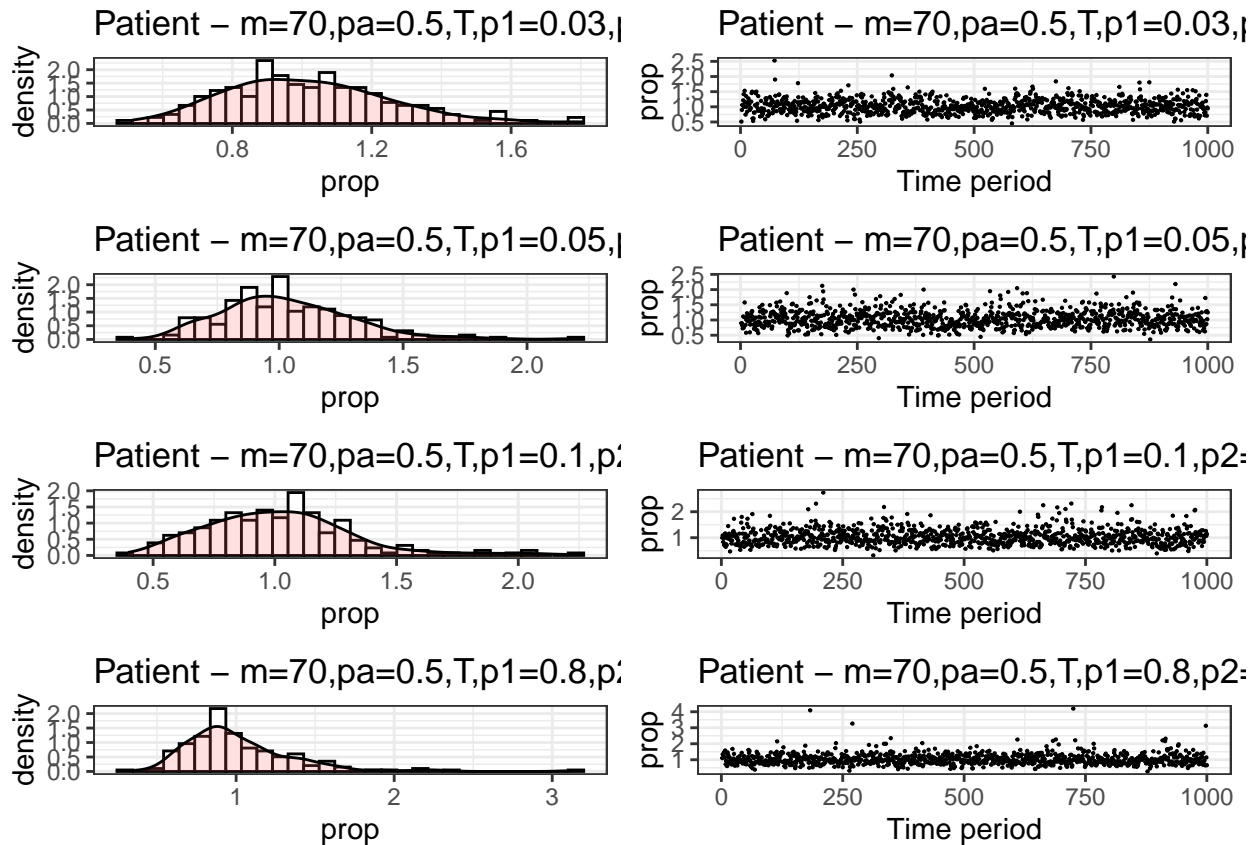 Patient − m=70,pa=0.5,T,p1=0.03,p
density
2.0
1.5
1.0
0.5
0.0
0.8 1.2 1.6
prop
Patient − m=70,pa=0.5,T,p1=0.03,p
prop
2.5
2.0
1.5
1.0
0.5
0 250 500 750 1000
Time period
Patient − m=70,pa=0.5,T,p1=0.05,p
density
2.0
1.5
1.0
0.5
0.0
0.5 1.0 1.5 2.0
prop
Patient − m=70,pa=0.5,T,p1=0.05,p
prop
2.5
2.0
1.5
1.0
0.5
0 250 500 750 1000
Time period
Patient − m=70,pa=0.5,T,p1=0.1,p2
density
2.0
1.5
1.0
0.5
0.0
0.5 1.0 1.5 2.0
prop
Patient − m=70,pa=0.5,T,p1=0.1,p2=
prop
2
1
0 250 500 750 1000
Time period
Patient − m=70,pa=0.5,T,p1=0.8,p2
density
2.0
1.5
1.0
0.5
0.0
1 2 3
prop
Patient − m=70,pa=0.5,T,p1=0.8,p2=
prop
4
3
2
1
0 250 500 750 1000
Time period